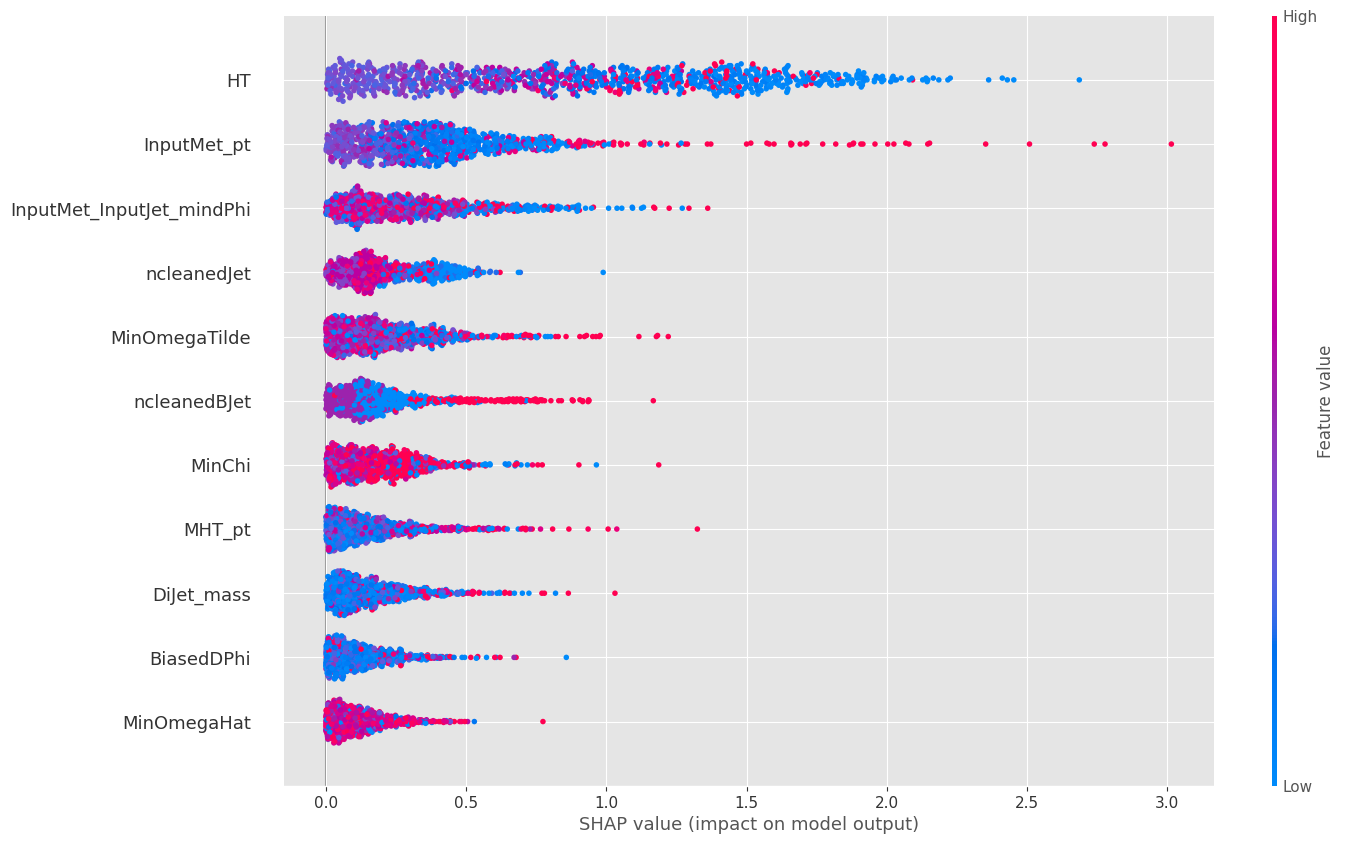 High
HT
InputMet_pt
InputMet_InputJet_mindPhi
ncleanedJet
MinOmegaTilde
ncleanedBJet
MinChi
MHT_pt
DiJet_mass
BiasedDPhi
MinOmegaHat
Feature value
Low
0.0 0.5 1.0 1.5 2.0 2.5 3.0
SHAP value (impact on model output)